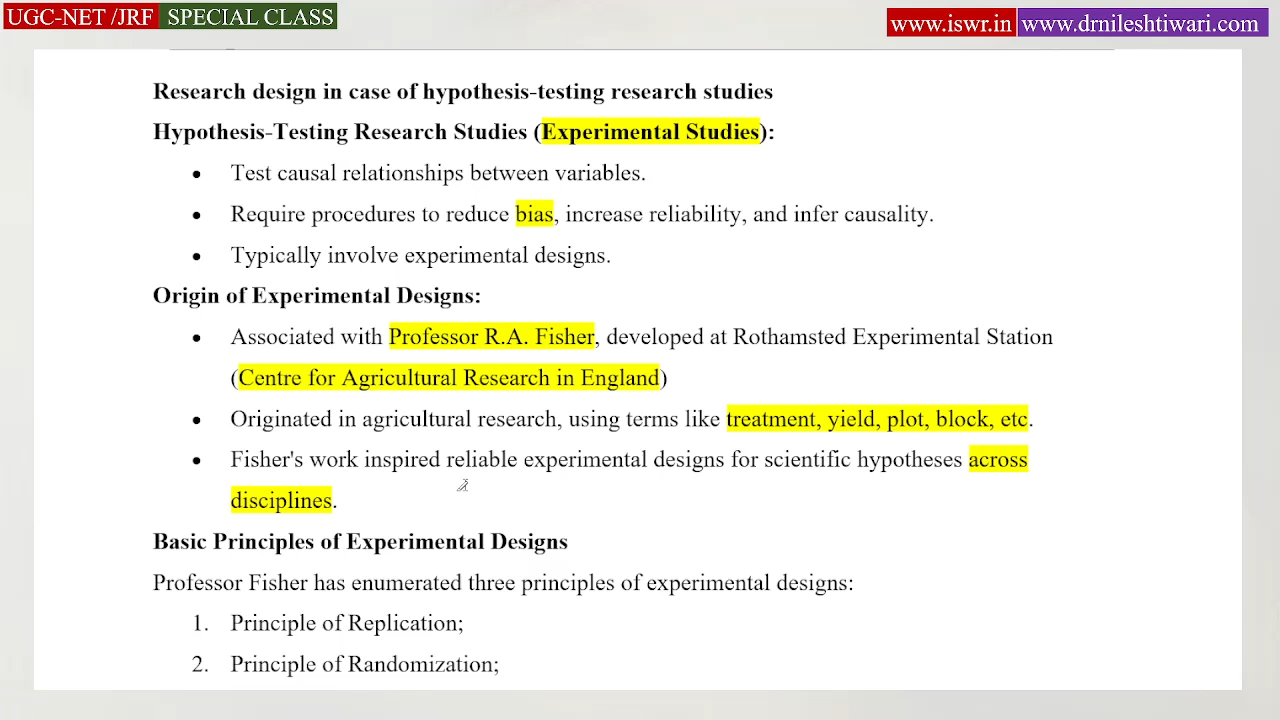 UGC-NET /JRF SPECIAL CLASS
www.iswr.in www.drnileshtiwari.com
Research design in case of hypothesis-testing research studies
Hypothesis-Testing Research Studies (Experimental Studies):
• Test causal relationships between variables.
• Require procedures to reduce bias, increase reliability, and infer causality.
• Typically involve experimental designs.
Origin of Experimental Designs:
• Associated with Professor R.A. Fisher, developed at Rothamsted Experimental Station
(Centre for Agricultural Research in England)
• Originated in agricultural research, using terms like treatment, yield, plot, block, etc.
• Fisher's work inspired reliable experimental designs for scientific hypotheses across
disciplines.
Basic Principles of Experimental Designs
Professor Fisher has enumerated three principles of experimental designs:
1. Principle of Replication;
2. Principle of Randomization;